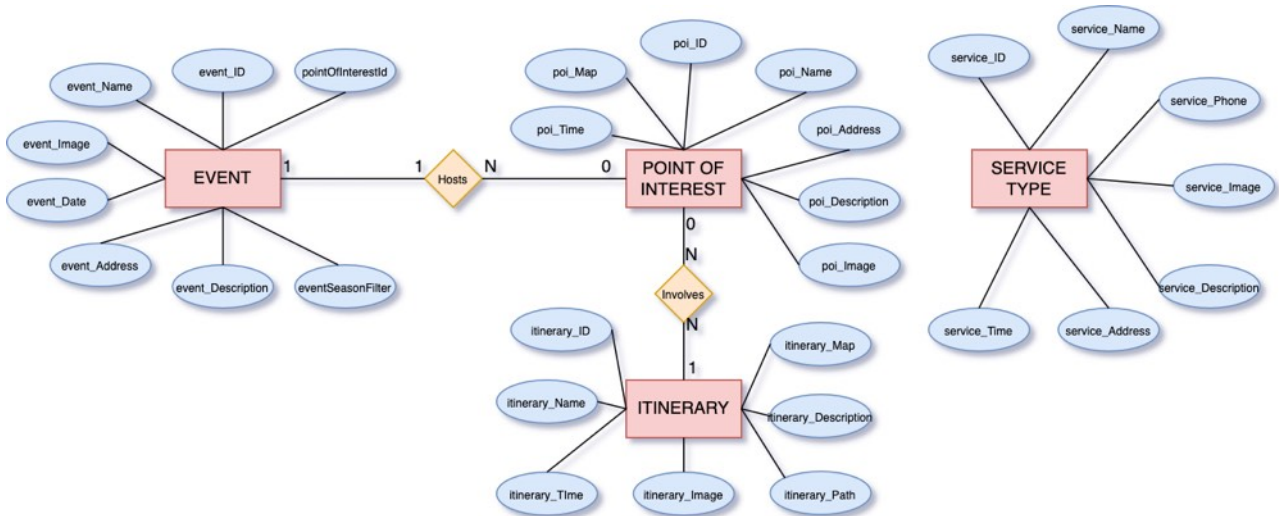 service_Name
poi_ID
service_ID
event_ID
pointOfInterestId
poi_Map
poi_Name
event_Name
service_Phone
poi_Time
poi_Address
event_Image
1
1
N
0
EVENT
Hosts
POINT OF
INTEREST
SERVICE
TYPE
service_Image
event_Date
poi_Description
0
event_Address
N
poi_Image
event_Description
eventSeasonFilter
service_Description
Involves
N
itinerary_ID
itinerary_Map
service_Time
service_Address
1
itinerary_Name
ITINERARY
itinerary_Description
itinerary_TIme
itinerary_Image
itinerary_Path